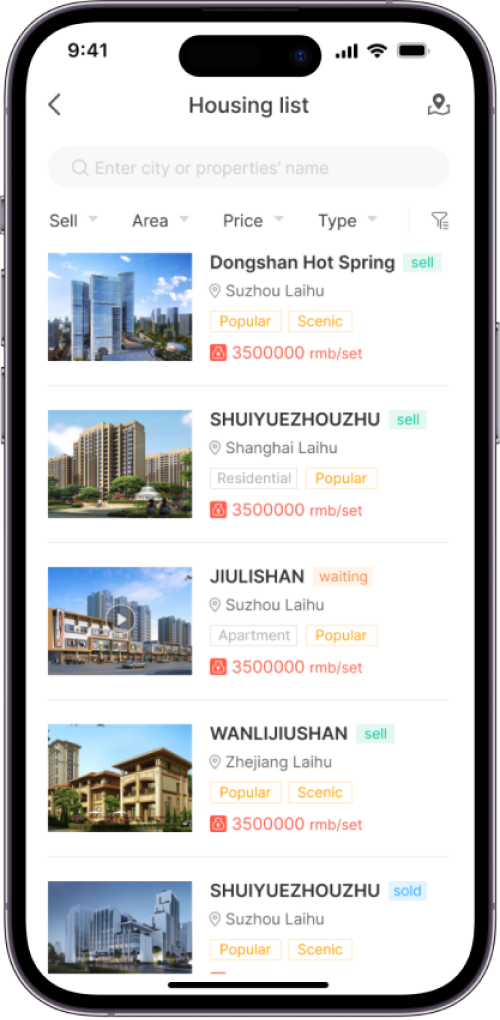 9:41
Housing list
Enter city or properties' name
Sell Area Price Type
Dongshan Hot Spring sell
Suzhou Laihu
Popular Scenic
3500000 rmb/set
SHUIYUEZHOUZHU sell
Shanghai Laihu
Residential Popular
3500000 rmb/set
JIULISHAN waiting
Suzhou Laihu
Apartment Popular
3500000 rmb/set
WANLIJIUSHAN sell
Zhejiang Laihu
Popular Scenic
3500000 rmb/set
SHUIYUEZHOUZHU sold
Suzhou Laihu
Popular Scenic